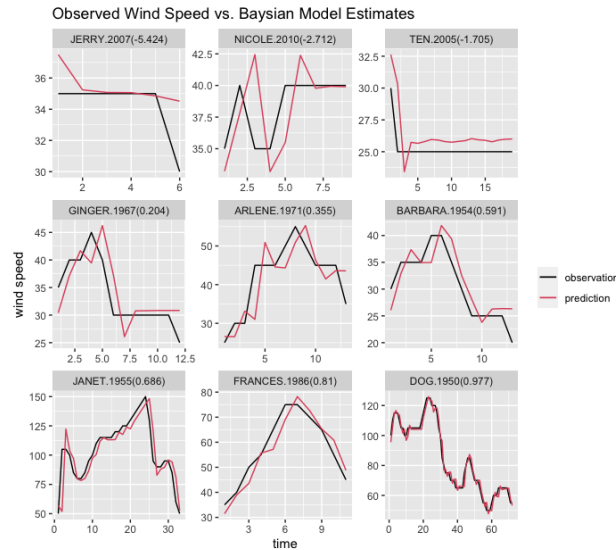 Observed Wind Speed vs. Baysian Model Estimates
JERRY.2007(-5.424) NICOLE.2010(-2.712) TEN.2005(-1.705)
35
30
2 4 6
40.0
37.5
35.0
2.5 5.0 7.5
32.5
30.0
27.5
25.0
5 10 15
GINGER.1967(0.204) ARLENE.1971(0.355) BARBARA.1954(0.591)
45
40
35
30
25
2.5 5.0 7.5 10.0 12.5
50
40
30
5 10
40
35
30
25
20
5 10
JANET.1955(0.686) FRANCES.1986(0.81) DOG.1950(0.977)
150
125
100
75
50
0 10 20 30
80
70
60
50
40
30
3 6 9
120
100
80
60
0 20 40 60
wind speed
time
observation
prediction